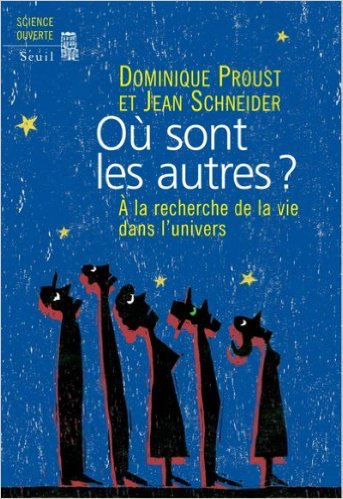 SCIENCE
OUVERTE
Seuil
DOMINIQUE PROUST
ET JEAN SCHNEIDER
Où sont
les autres ?
À la recherche de la vie
dans l'univers